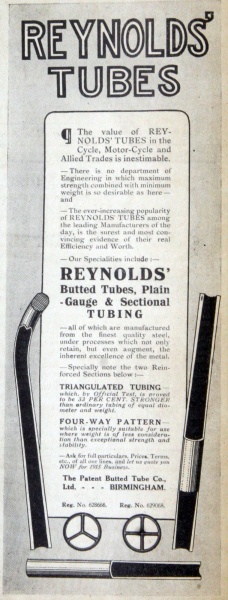 REYNOLDS'
TUBES
¶ The value of REY-
NOLDS' TUBES in the
Cycle, Motor-Cycle and
Allied Trades is inestimable.
—There is no department of
Engineering in which maximum
strength combined with minimum
weight is so desirable as here—
and
—The ever-increasing popularity
of REYNOLDS TUBES among
the leading Manufacturers of the
day, is the surest and most con-
vincing evidence of their real
Efficiency and Worth.
—Our Specialities include:—
REYNOLDS'
Butted Tubes, Plain
-Gauge & Sectional
TUBING
—all of which are manufactured
from the finest quality steel,
under processes which not only
retain, but even augment, the
inherent excellence of the metal.
—Specially note the two Rein-
forced Sections below:—
TRIANGULATED TUBING—
which, by Official Test, is proved
to be 33 PER CENT. STRONGER
than ordinary tubing of equal dia-
meter and weight.
FOUR-WAY PATTERN—
which is specially suitable for use
where weight is of less considera-
tion than exceptional strength and
stability.
—Ask for full particulars, Prices, Terms,
etc., of all our lines, and let us quote you
NOW for 1915 Business.
The Patent Butted Tube Co.,
Ltd. - - - BIRMINGHAM.
Reg. No. 628666. Reg. No. 629068.